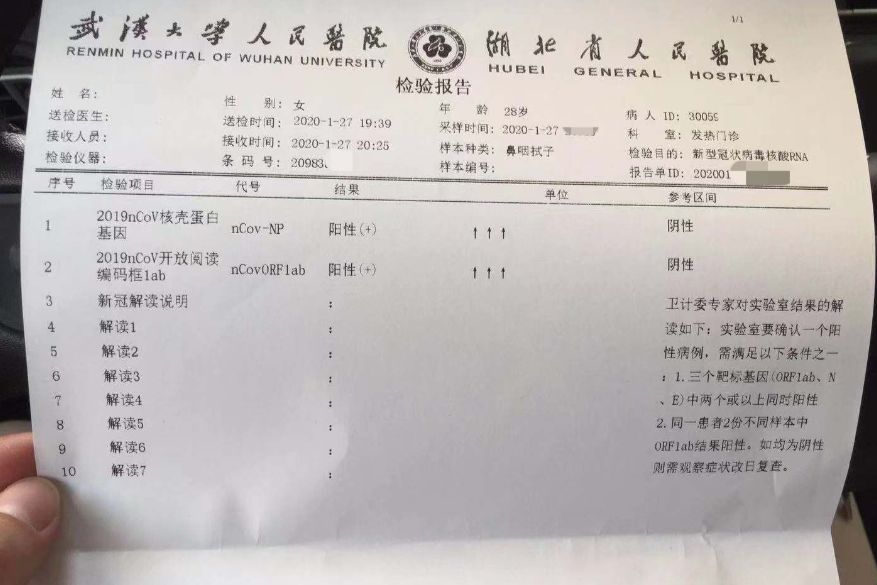 1/1
武漢大學人民醫院 湖北省人民醫院
RENMIN HOSPITAL OF WUHAN UNIVERSITY HUBEI GENERAL HOSPITAL
检验报告
姓 名: 性 别: 女 年 龄 28岁 病人 ID: 30059
送检医生: 送检时间: 2020-1-27 19:39 采样时间: 2020-1-27 科 室: 发热门诊
接收人员: 接收时间: 2020-1-27 20:25 样本种类: 鼻咽拭子 检验目的: 新型冠状病毒核酸RNA
检验仪器: 条 码 号: 20983 样本编号: 报告单ID: 202001
序号 检验项目 代号 结果 单位 参考区间
1 2019nCoV核壳蛋白基因 nCov-NP 阳性(+) ↑↑↑ 阴性
2 2019nCoV开放阅读编码框1ab nCovORF1ab 阳性(+) ↑↑↑ 阴性
3 新冠解读说明 :
4 解读1 :
5 解读2 :
6 解读3 :
7 解读4 :
8 解读5 :
9 解读6 :
10 解读7 :
卫计委专家对实验室结果的解
读如下: 实验室要确认一个阳
性病例, 需满足以下条件之一
: 1.三个靶标基因(ORF1ab、N
、E)中两个或以上同时阳性
2.同一患者2份不同样本中
ORF1ab结果阳性。如均为阴性
则需观察症状改日复查。